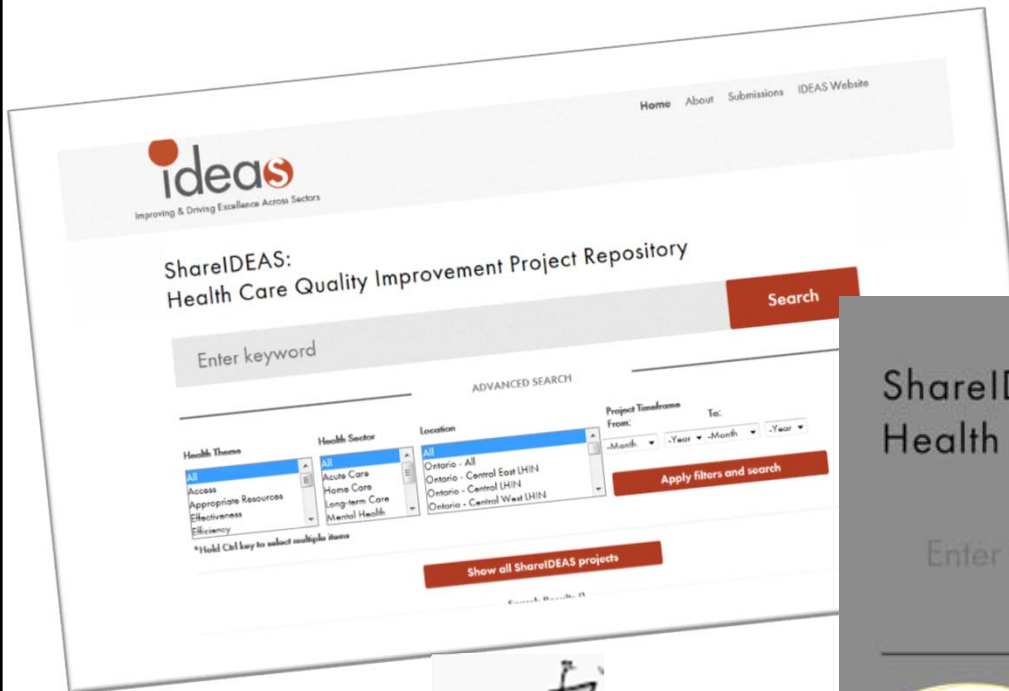 Home About Submissions IDEAS Website
ideas
Improving & Driving Excellence Across Sectors
ShareIDEAS:
Health Care Quality Improvement Project Repository
Enter keyword
Search
ADVANCED SEARCH
Health Theme
All
Access
Appropriate Resources
Effectiveness
Efficiency
Health Sector
All
Acute Care
Home Care
Long-term Care
Mental Health
Location
All
Ontario - All
Ontario - Central East LHIN
Ontario - Central LHIN
Ontario - Central West LHIN
Project Timeframe
From: To:
-Month -Year -Month -Year
Apply filters and search
*Hold Ctrl key to select multiple items
Show all ShareIDEAS projects
ShareID
Health
Enter